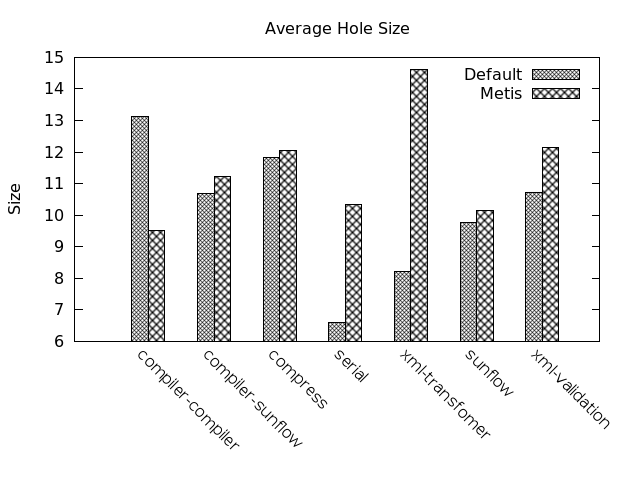 Average Hole Size
Default
Metis
Size
15
14
13
12
11
10
9
8
7
6
compiler-compiler
compiler-sunflow
compress
serial
xml-transfomer
sunflow
xml-validation